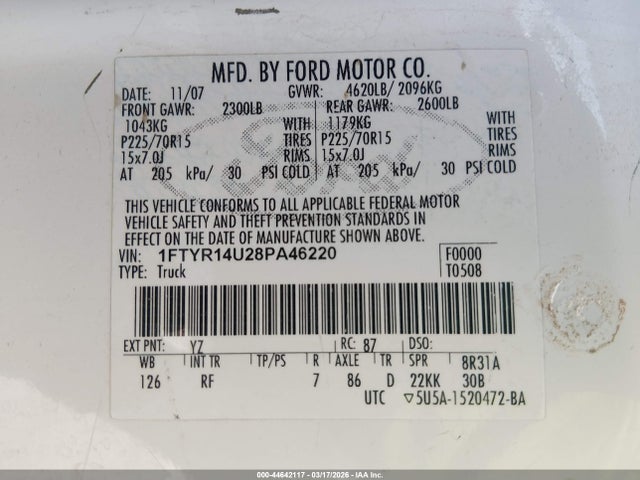 MFD. BY FORD MOTOR CO.
DATE: 11/07 GVWR: 4620LB/ 2096KG
FRONT GAWR: 2300LB REAR GAWR: 2600LB
1043KG WITH 1179KG WITH
P225/70R15 TIRES P225/70R15 TIRES
15x7.0J RIMS 15x7.0J RIMS
AT 205 kPa/ 30 PSI COLD AT 205 kPa/ 30 PSI COLD
Ford
THIS VEHICLE CONFORMS TO ALL APPLICABLE FEDERAL MOTOR
VEHICLE SAFETY AND THEFT PREVENTION STANDARDS IN
EFFECT ON THE DATE OF MANUFACTURE SHOWN ABOVE.
VIN: 1FTYR14U28PA46220 F0000
TYPE: Truck T0508
EXT PNT: YZ RC: 87 DSO:
WB INT TR TP/PS R AXLE TR SPR 8R31A
126 RF 7 86 D 22KK 30B
UTC ▽5U5A-1520472-BA
000-44642117 - 03/17/2026 - IAA Inc.